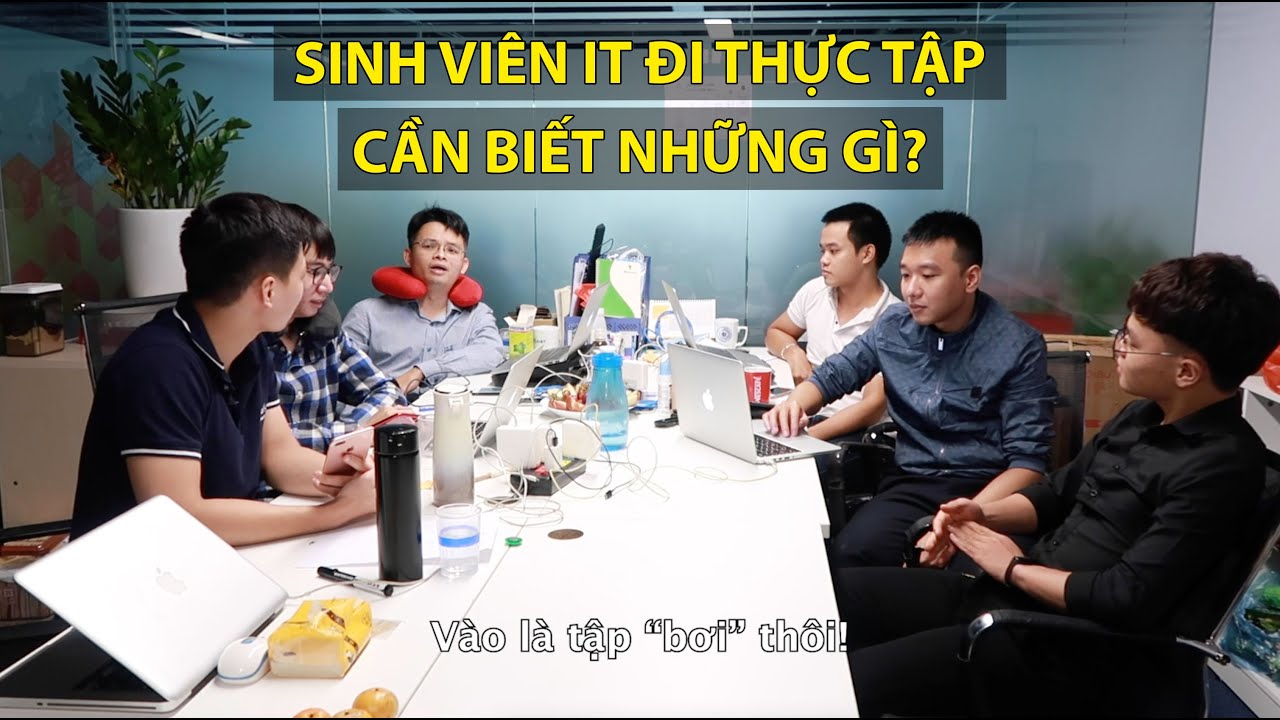 SINH VIÊN IT ĐI THỰC TẬP
CẦN BIẾT NHỮNG GÌ?
Vào là tập “bơi” thôi!